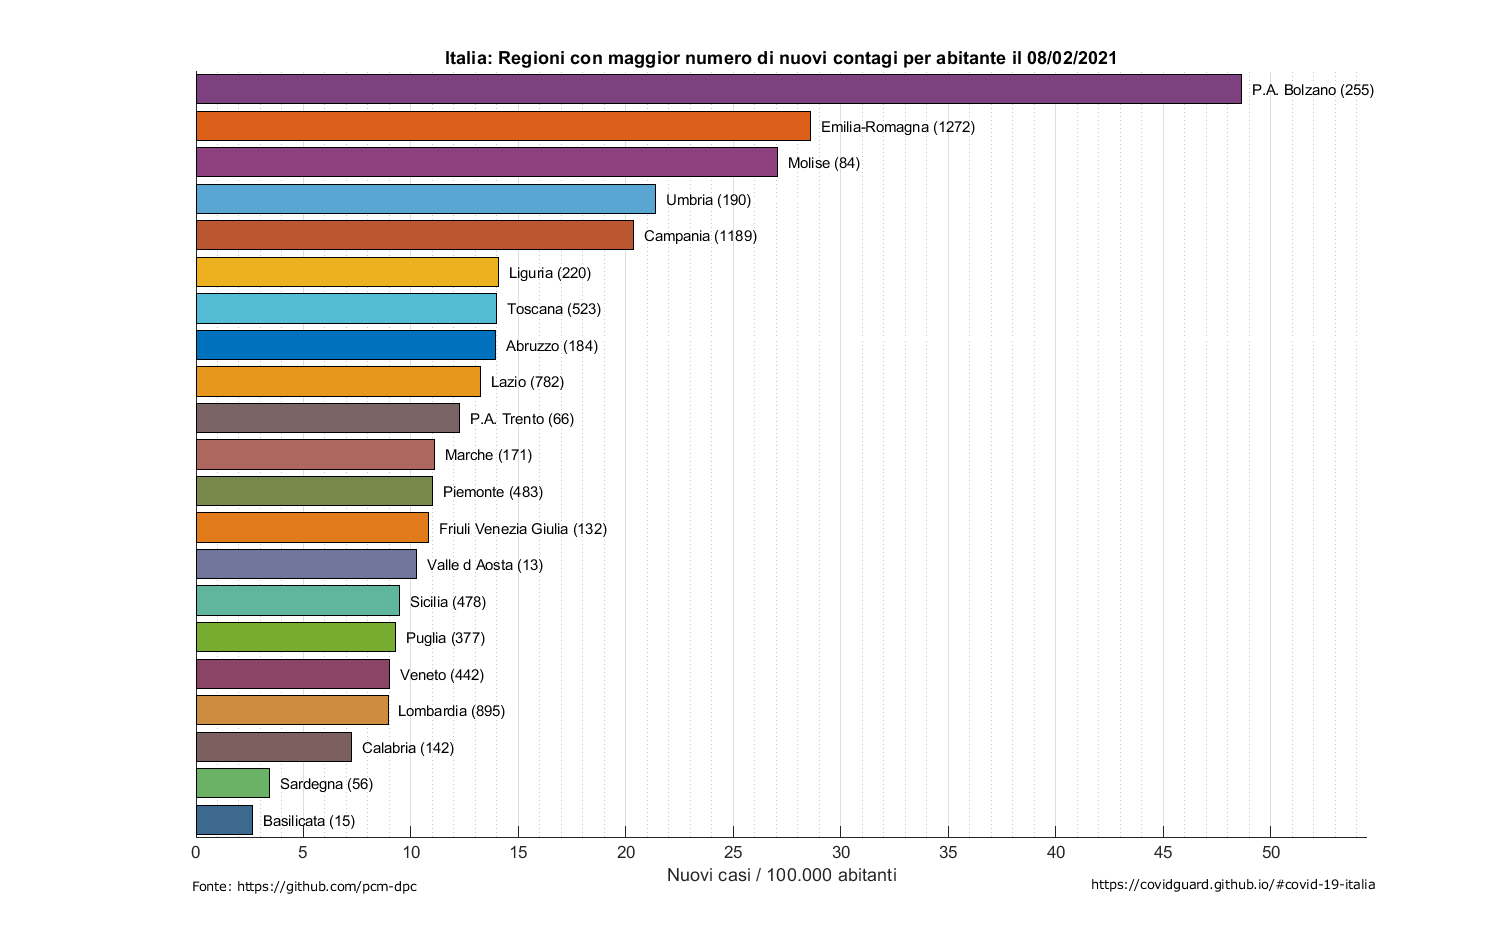 Italia: Regioni con maggior numero di nuovi contagi per abitante il 08/02/2021
P.A. Bolzano (255)
Emilia-Romagna (1272)
Molise (84)
Umbria (190)
Campania (1189)
Liguria (220)
Toscana (523)
Abruzzo (184)
Lazio (782)
P.A. Trento (66)
Marche (171)
Piemonte (483)
Friuli Venezia Giulia (132)
Valle d Aosta (13)
Sicilia (478)
Puglia (377)
Veneto (442)
Lombardia (895)
Calabria (142)
Sardegna (56)
Basilicata (15)
0 5 10 15 20 25 30 35 40 45 50
Nuovi casi / 100.000 abitanti
Fonte: https://github.com/pcm-dpc
https://covidguard.github.io/#covid-19-italia